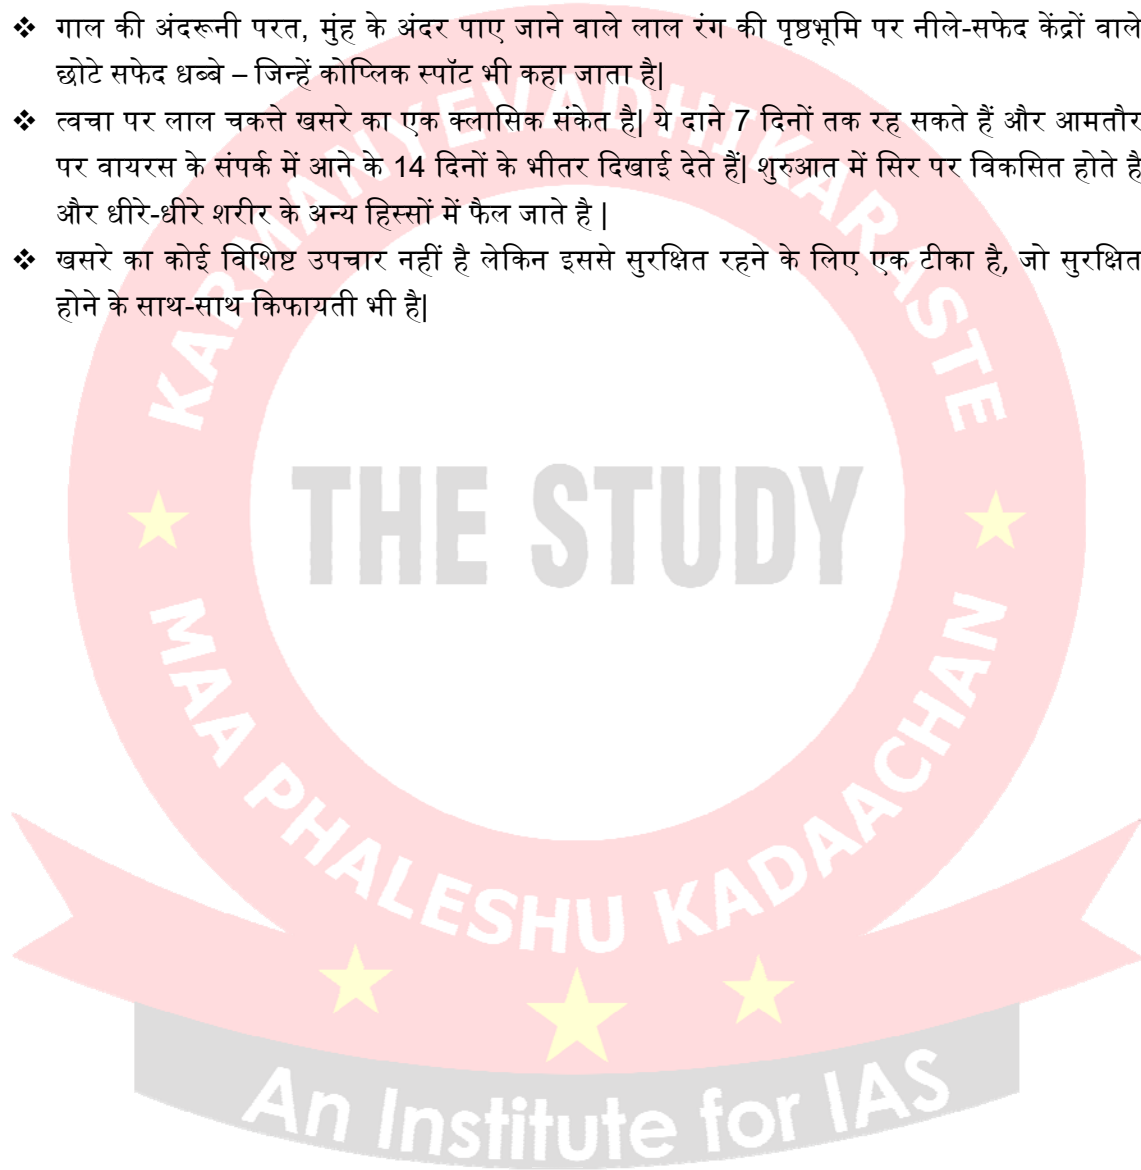 ❖ गाल की अंदरूनी परत, मुंह के अंदर पाए जाने वाले लाल रंग की पृष्ठभूमि पर नीले-सफेद केंद्रों वाले
छोटे सफेद धब्बे – जिन्हें कोप्लिक स्पॉट भी कहा जाता है|
❖ त्वचा पर लाल चकत्ते खसरे का एक क्लासिक संकेत है| ये दाने 7 दिनों तक रह सकते हैं और आमतौर
पर वायरस के संपर्क में आने के 14 दिनों के भीतर दिखाई देते हैं| शुरुआत में सिर पर विकसित होते है
और धीरे-धीरे शरीर के अन्य हिस्सों में फैल जाते है |
❖ खसरे का कोई विशिष्ट उपचार नहीं है लेकिन इससे सुरक्षित रहने के लिए एक टीका है, जो सुरक्षित
होने के साथ-साथ किफायती भी है|
KARMANYEVADHIKARASTE
THE STUDY
MAA PHALESHU KADAACHAN
An Institute for IAS